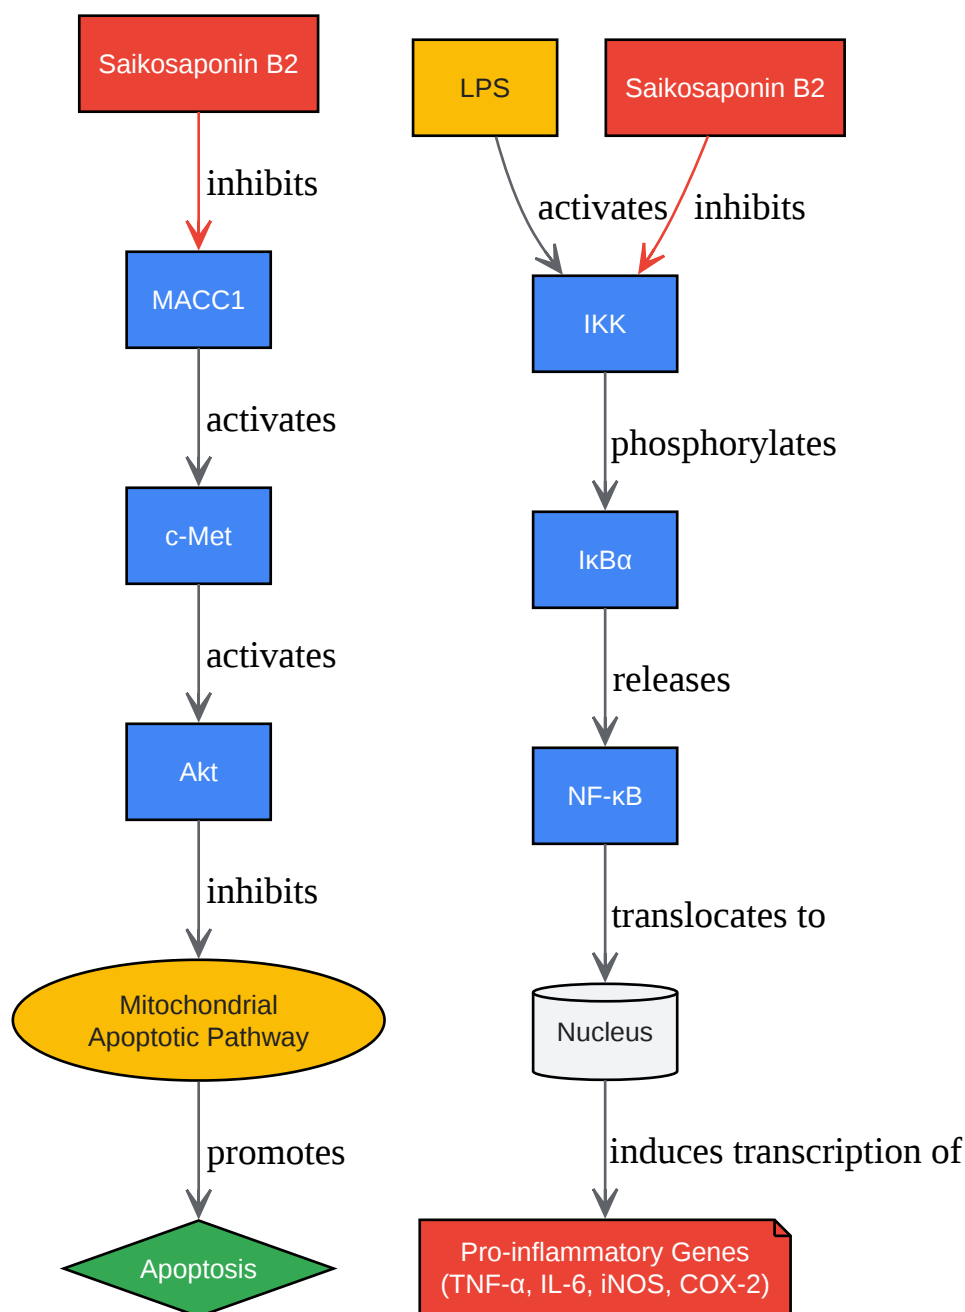 Saikosaponin B2
inhibits
MACC1
activates
c-Met
activates
Akt
inhibits
Mitochondrial
Apoptotic Pathway
promotes
Apoptosis
LPS
Saikosaponin B2
activates
inhibits
IKK
phosphorylates
IκBα
releases
NF-κB
translocates to
Nucleus
induces transcription of
Pro-inflammatory Genes
(TNF-α, IL-6, iNOS, COX-2)